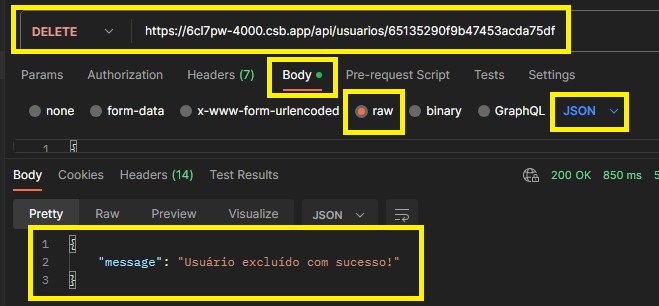 DELETE https://6cl7pw-4000.csb.app/api/usuarios/65135290f9b47453acda75df
Params Authorization Headers (7) Body Pre-request Script Tests Settings
none form-data x-www-form-urlencoded raw binary GraphQL JSON
1 {
Body Cookies Headers (14) Test Results 200 OK 850 ms
Pretty Raw Preview Visualize JSON
1 {
2 "message": "Usuário excluído com sucesso!"
3 }